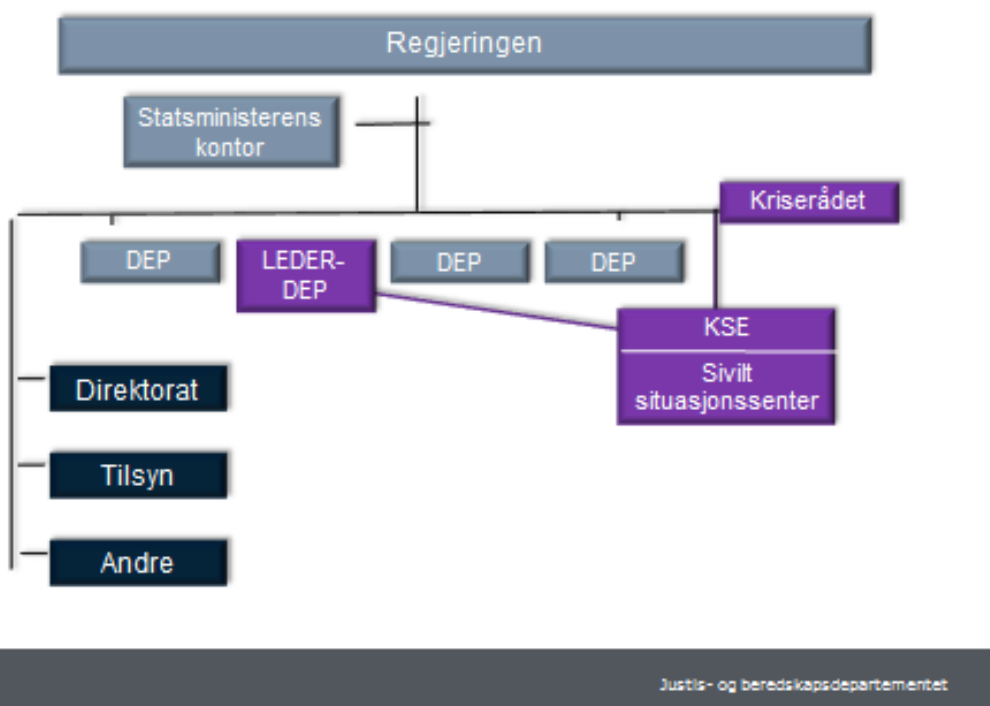 Regjeringen
Statsministerens
kontor
Kriserådet
DEP
LEDER-
DEP
DEP
DEP
KSE
Sivilt
situasjonssenter
Direktorat
Tilsyn
Andre
Justis- og beredskapsdepartementet